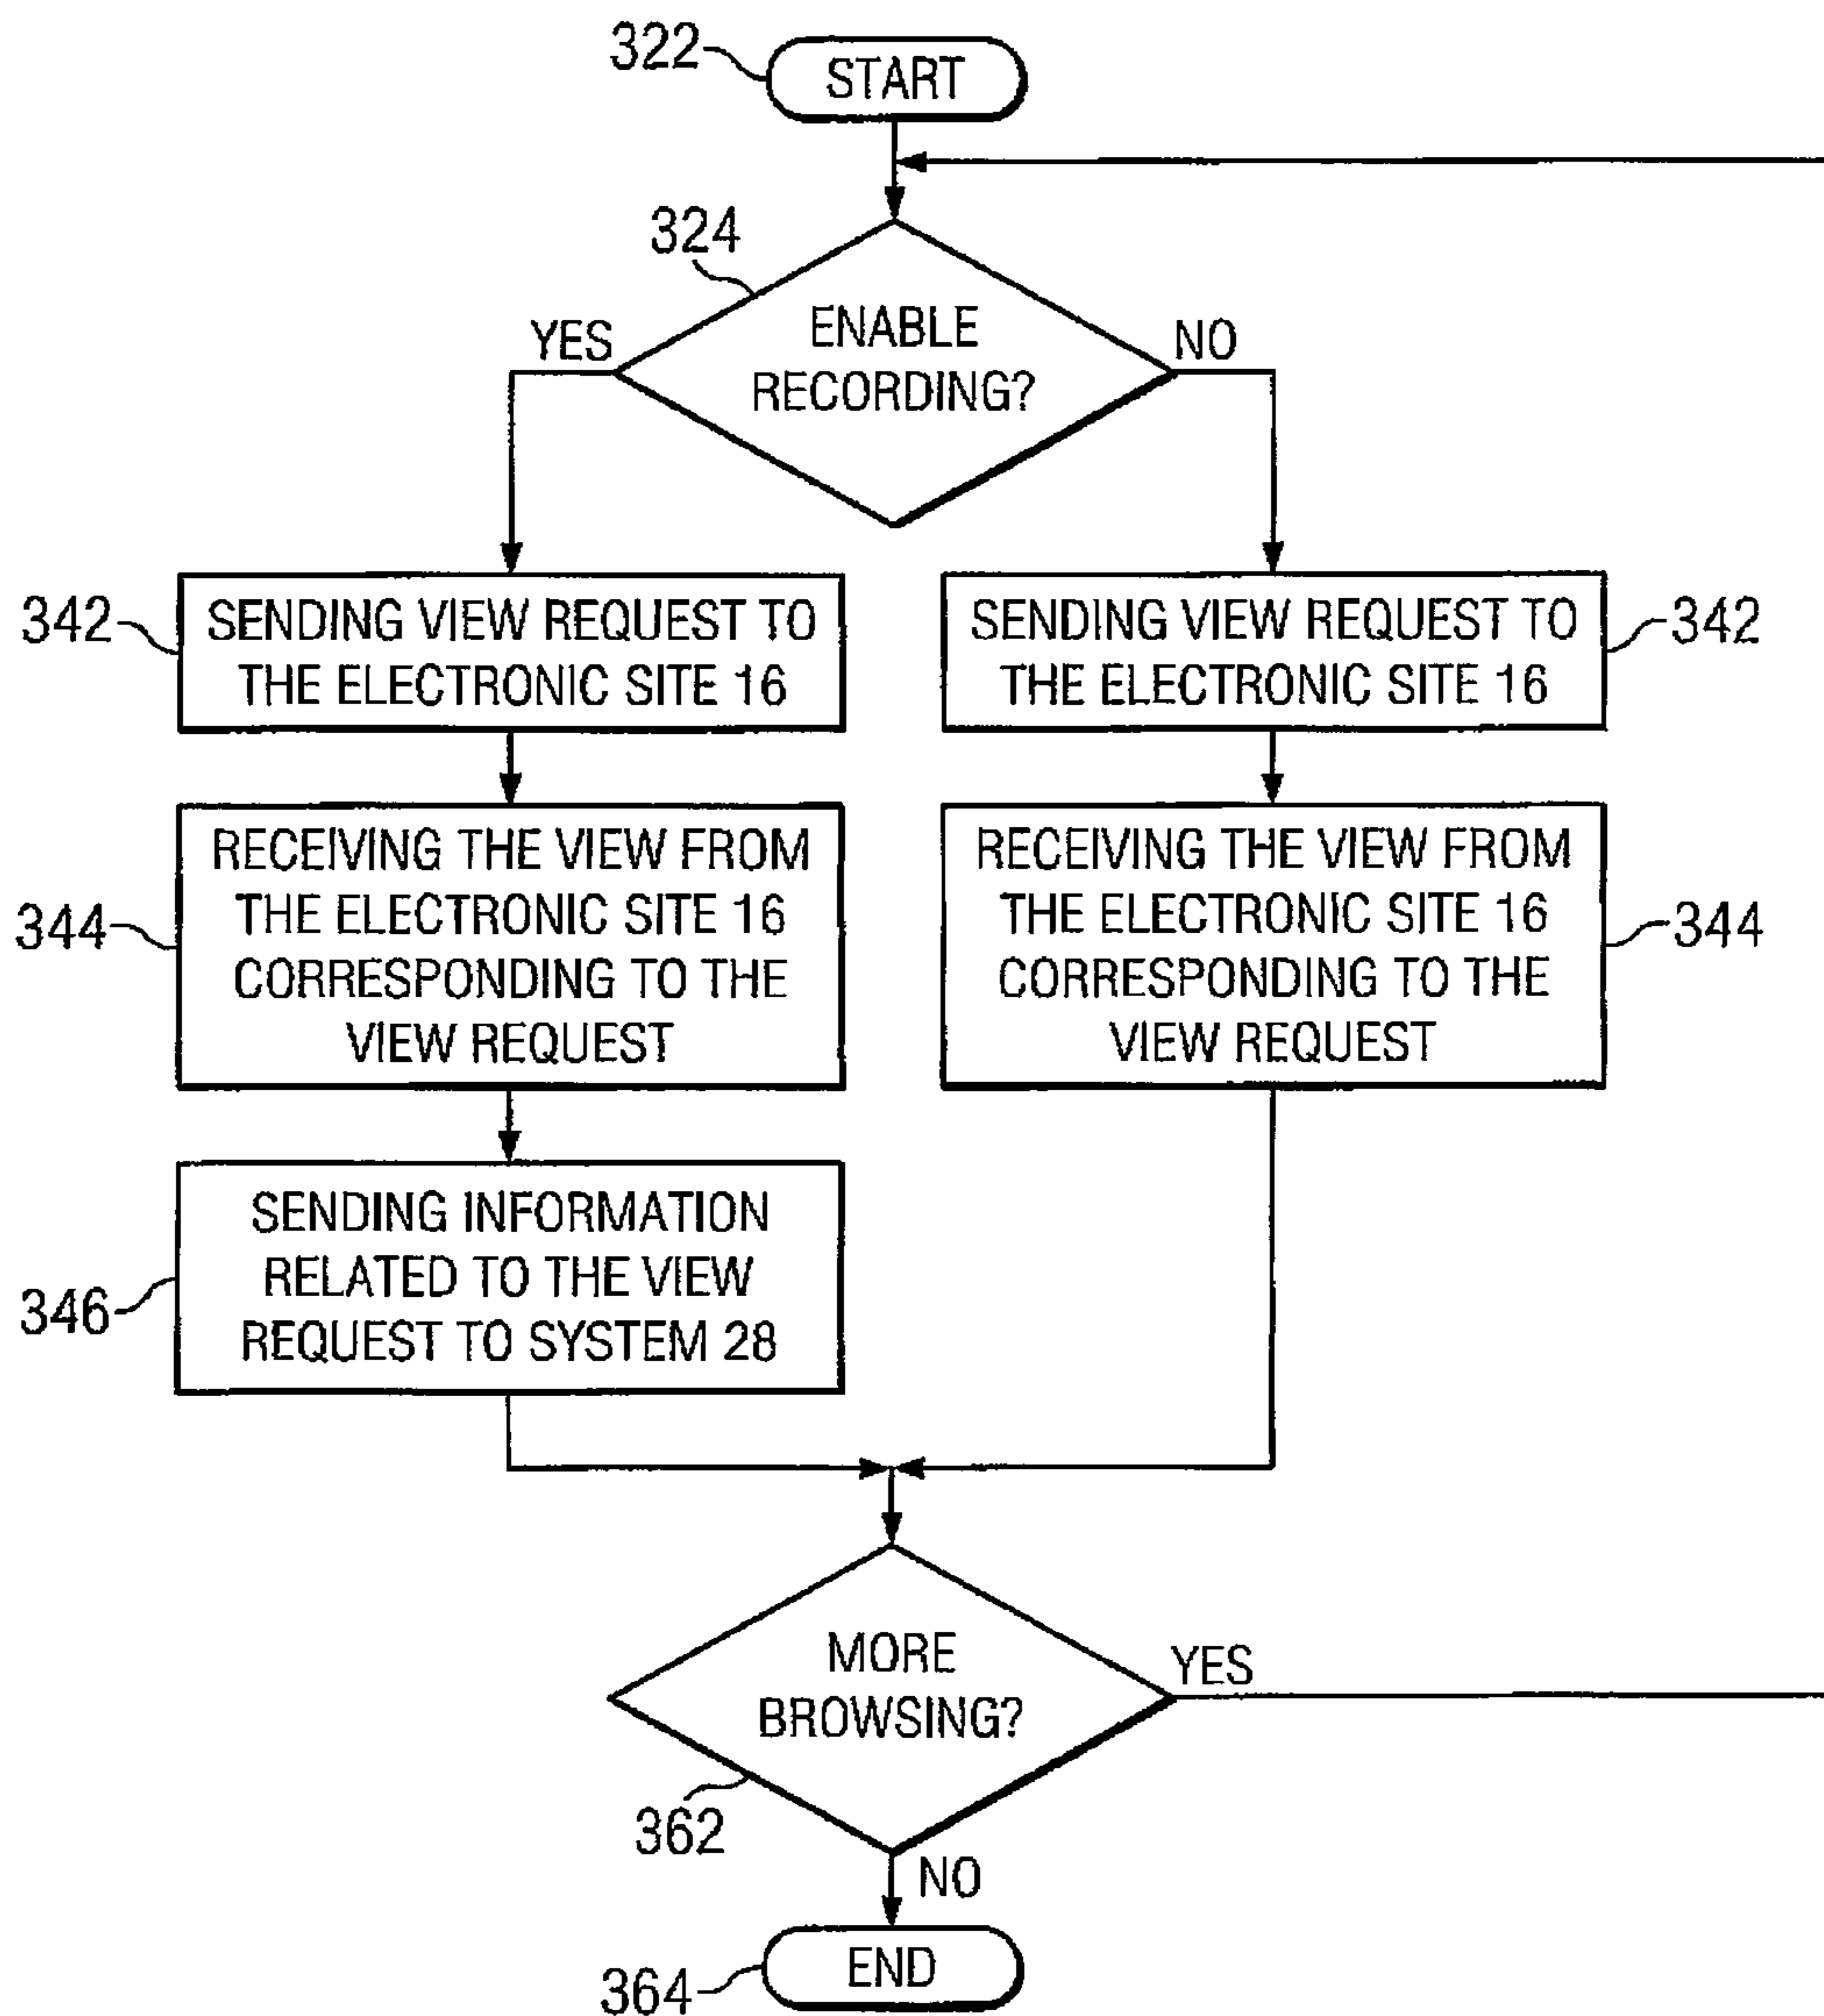 322
START
324
ENABLE
RECORDING?
YES
NO
342
SENDING VIEW REQUEST TO
THE ELECTRONIC SITE 16
SENDING VIEW REQUEST TO
THE ELECTRONIC SITE 16
342
344
RECEIVING THE VIEW FROM
THE ELECTRONIC SITE 16
CORRESPONDING TO THE
VIEW REQUEST
RECEIVING THE VIEW FROM
THE ELECTRONIC SITE 16
CORRESPONDING TO THE
VIEW REQUEST
344
346
SENDING INFORMATION
RELATED TO THE VIEW
REQUEST TO SYSTEM 28
MORE
BROWSING?
YES
362
NO
END
364